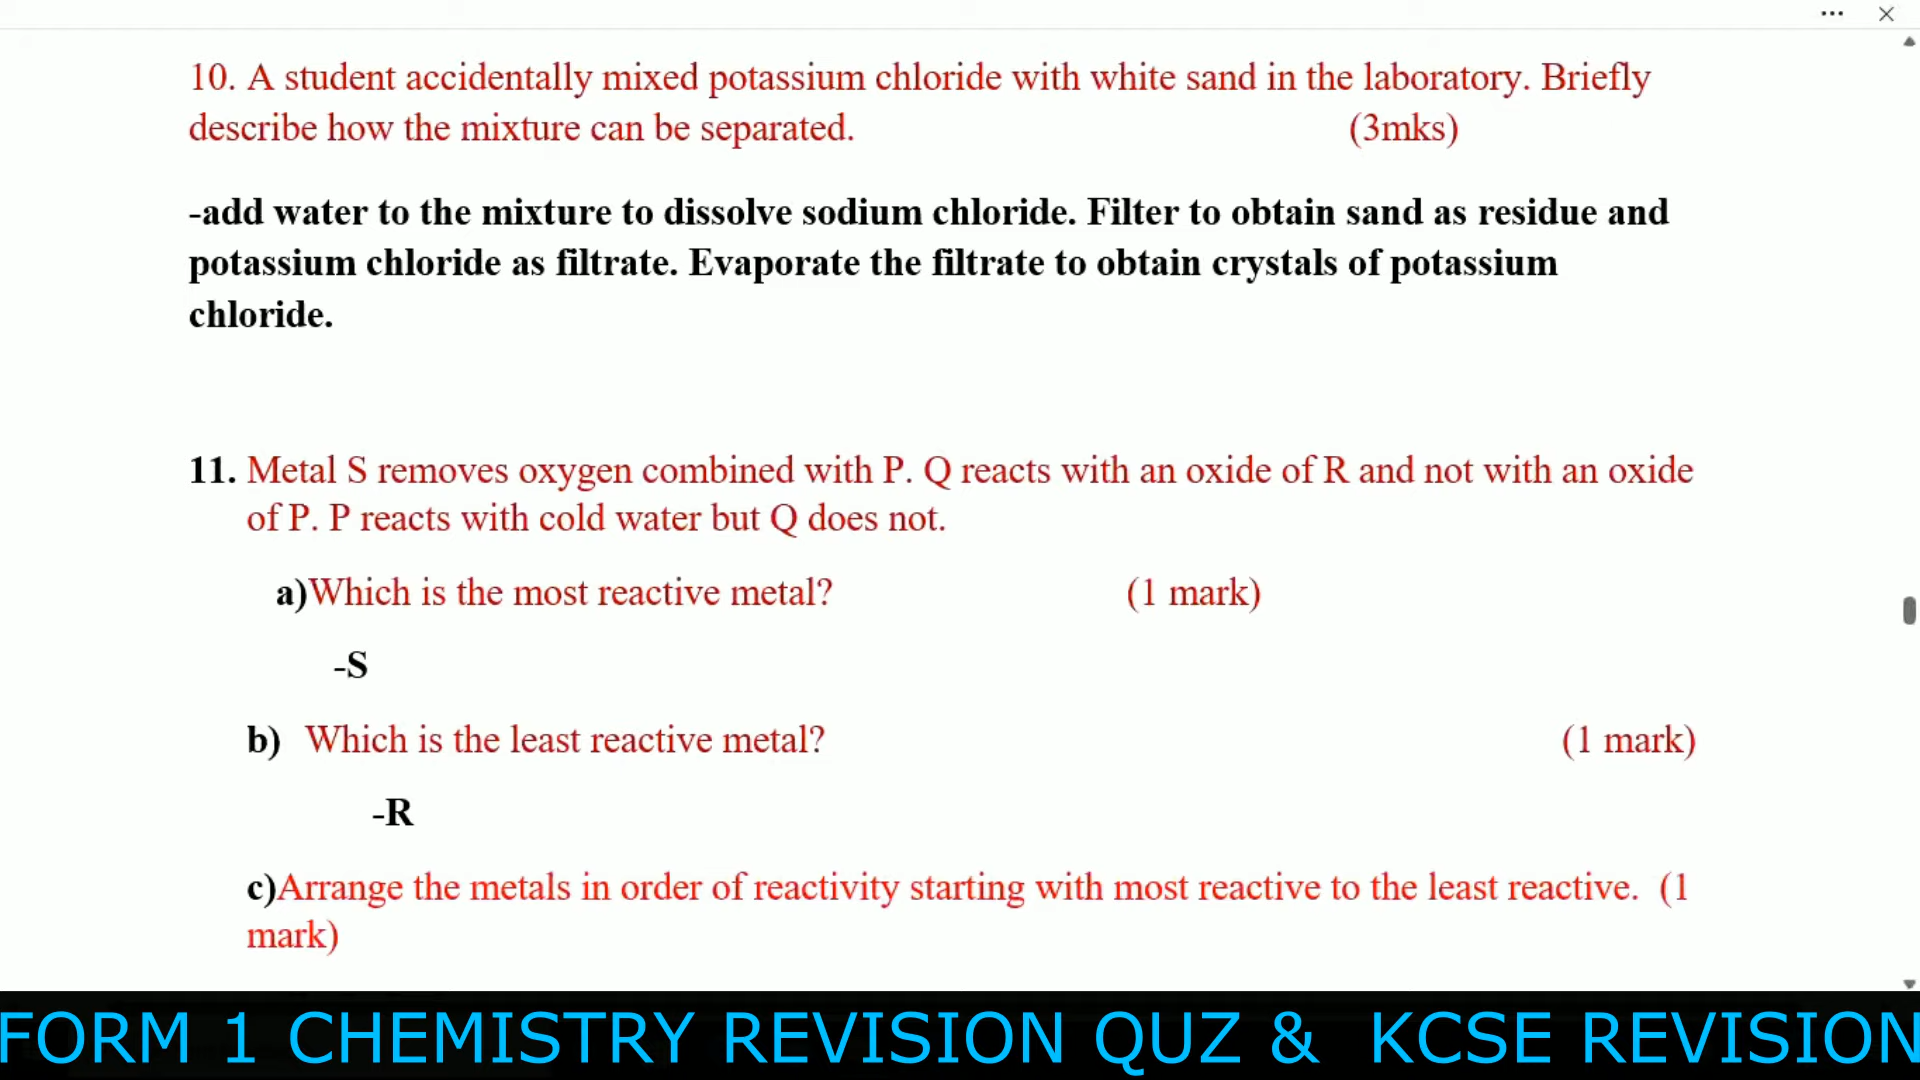 10. A student accidentally mixed potassium chloride with white sand in the laboratory. Briefly
describe how the mixture can be separated. (3mks)
-add water to the mixture to dissolve sodium chloride. Filter to obtain sand as residue and
potassium chloride as filtrate. Evaporate the filtrate to obtain crystals of potassium
chloride.
11. Metal S removes oxygen combined with P. Q reacts with an oxide of R and not with an oxide
of P. P reacts with cold water but Q does not.
a)Which is the most reactive metal? (1 mark)
-S
b) Which is the least reactive metal? (1 mark)
-R
c)Arrange the metals in order of reactivity starting with most reactive to the least reactive. (1
mark)
FORM 1 CHEMISTRY REVISION QUZ & KCSE REVISION